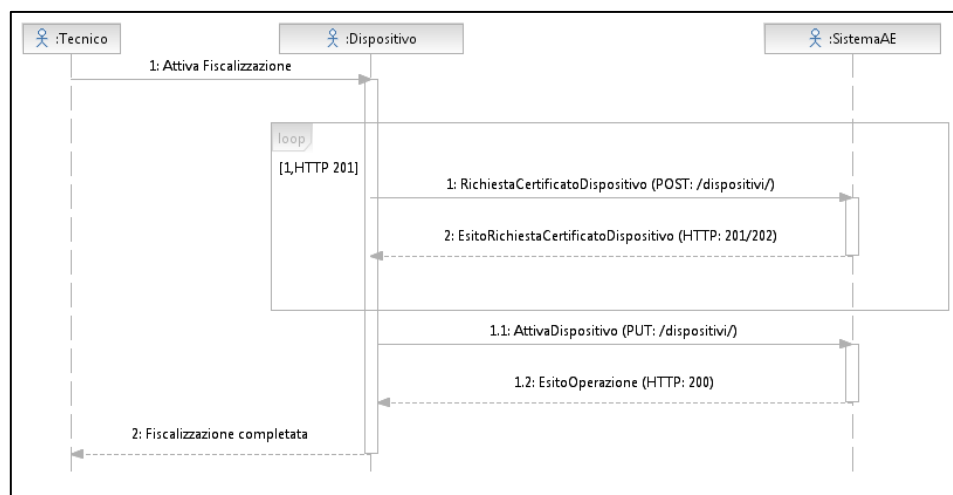 :Tecnico
:Dispositivo
:SistemaAE
1: Attiva Fiscalizzazione
loop
[1,HTTP 201]
1: RichiestaCertificatoDispositivo (POST: /dispositivi/)
2: EsitoRichiestaCertificatoDispositivo (HTTP: 201/202)
1.1: AttivaDispositivo (PUT: /dispositivi/)
1.2: EsitoOperazione (HTTP: 200)
2: Fiscalizzazione completata